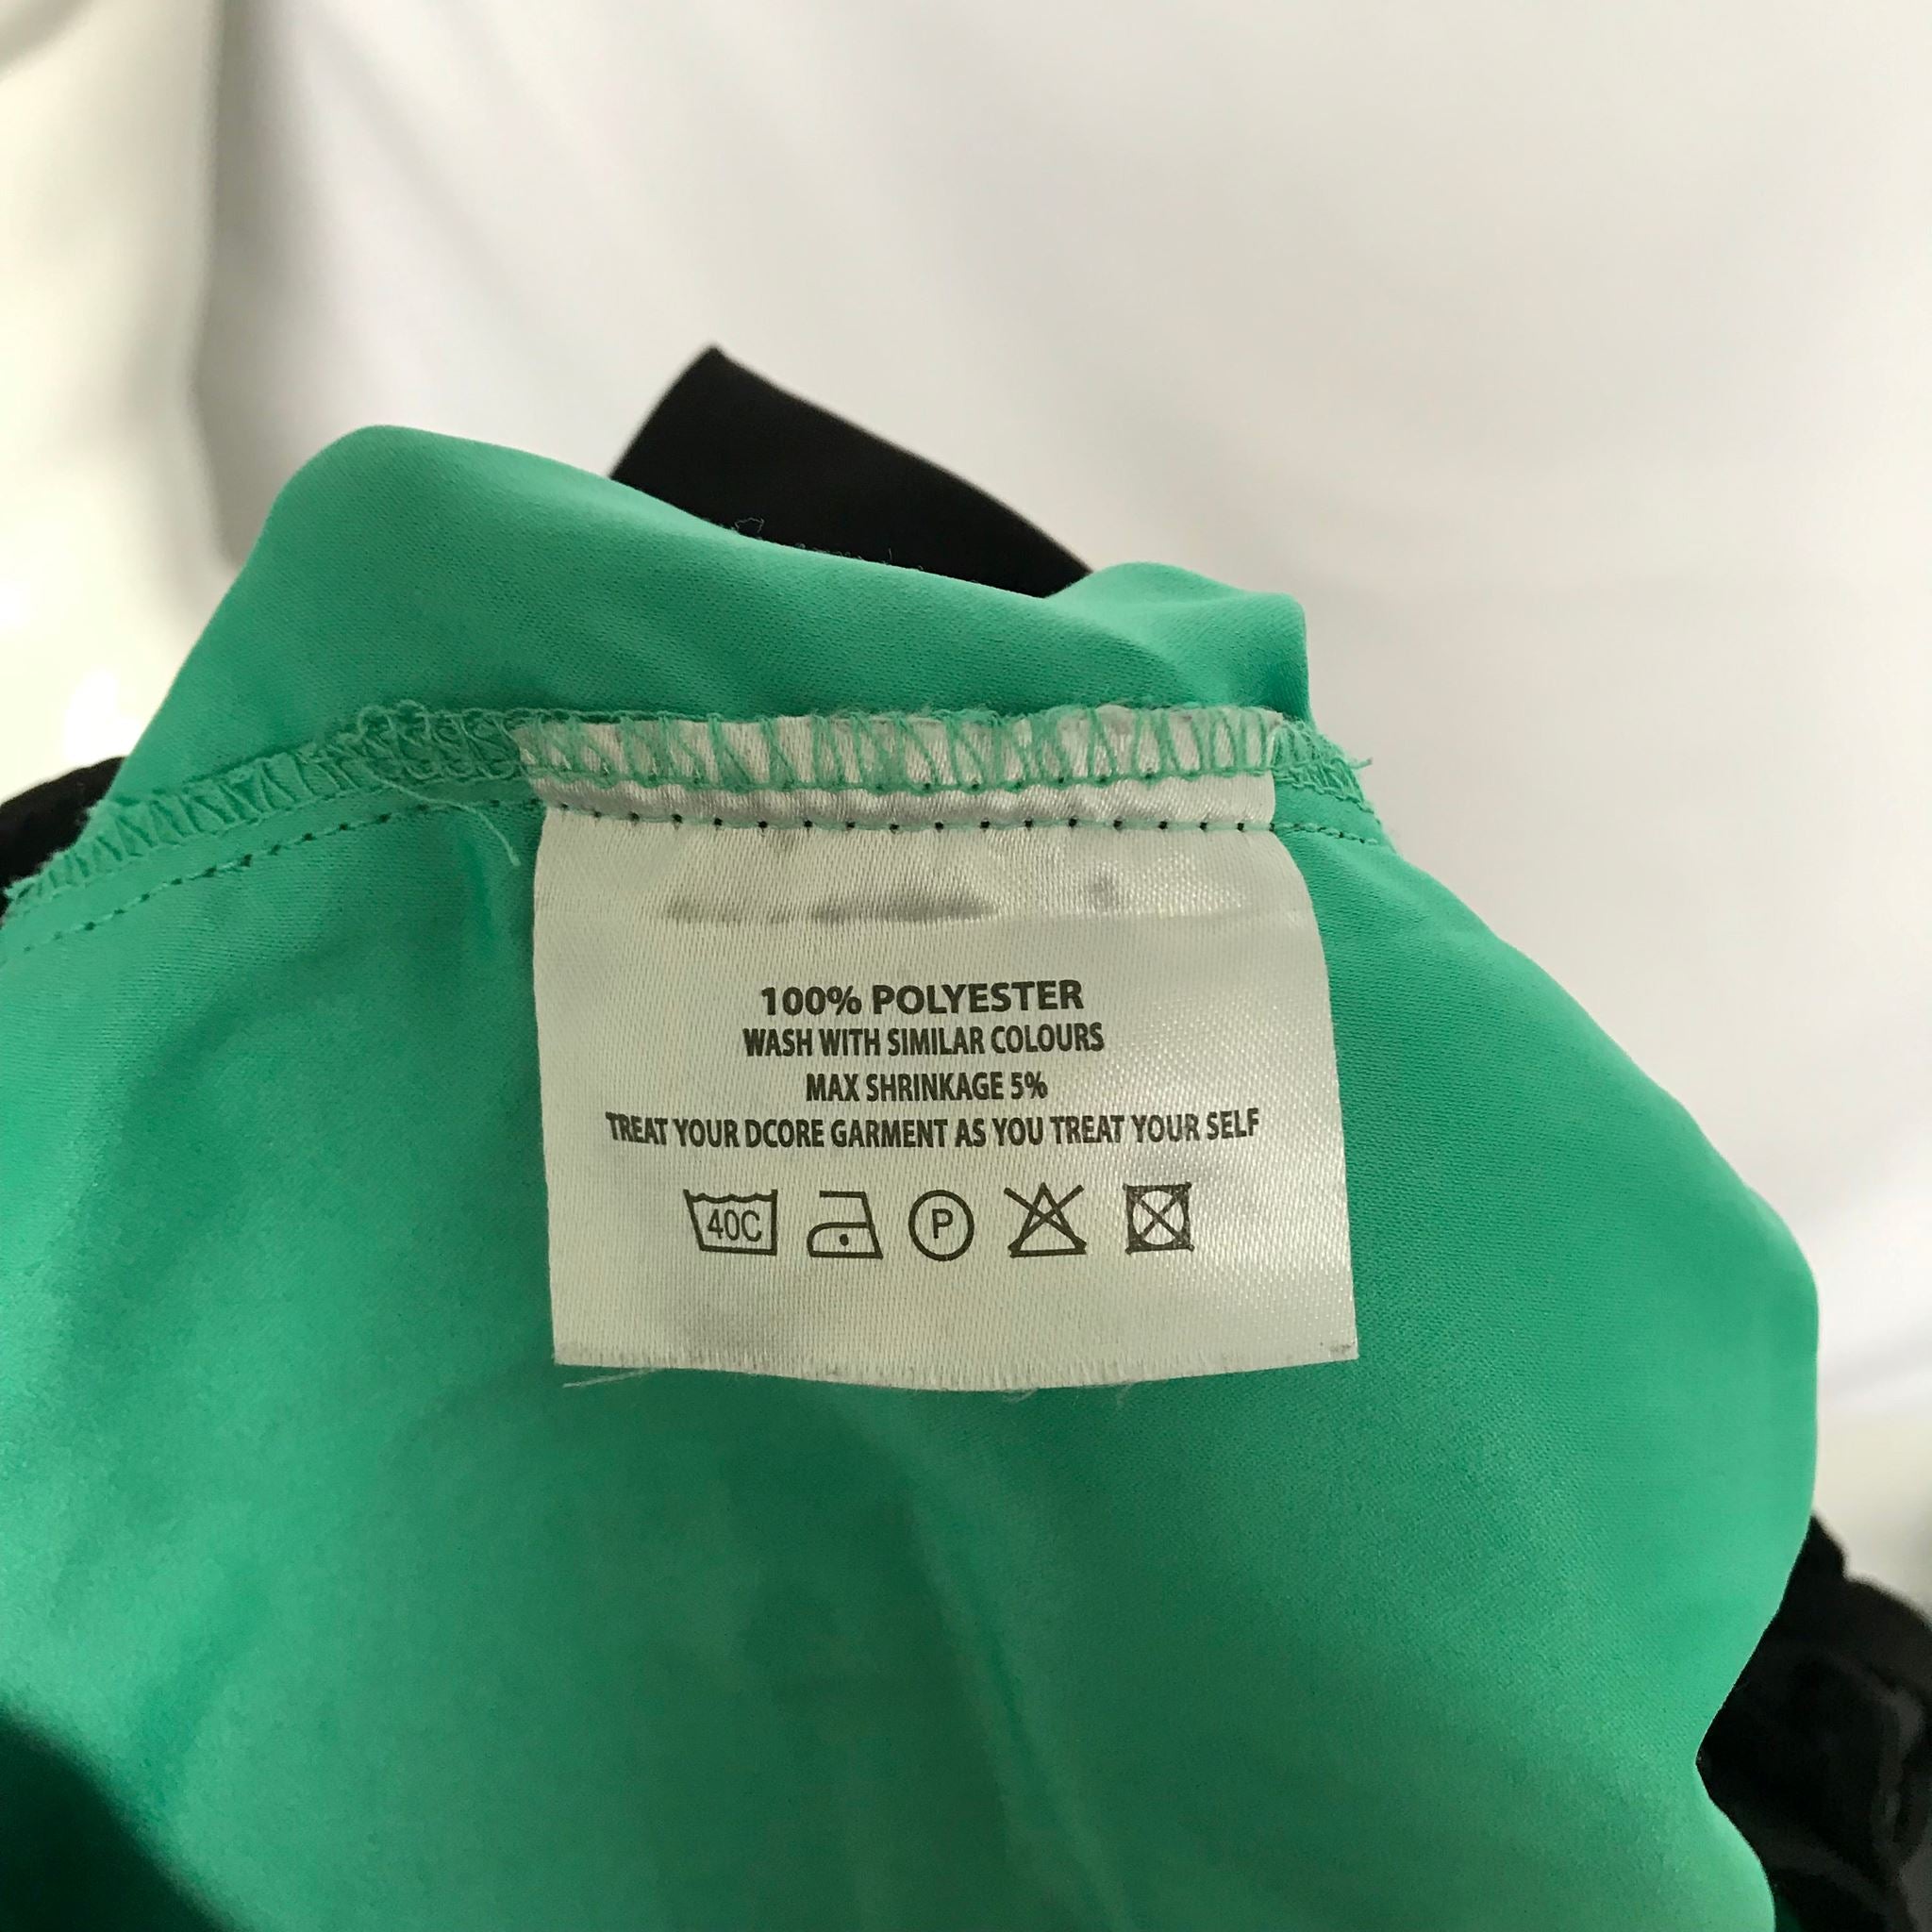 100% POLYESTER
WASH WITH SIMILAR COLOURS
MAX SHRINKAGE 5%
TREAT YOUR DCORE GARMENT AS YOU TREAT YOUR SELF
40C P